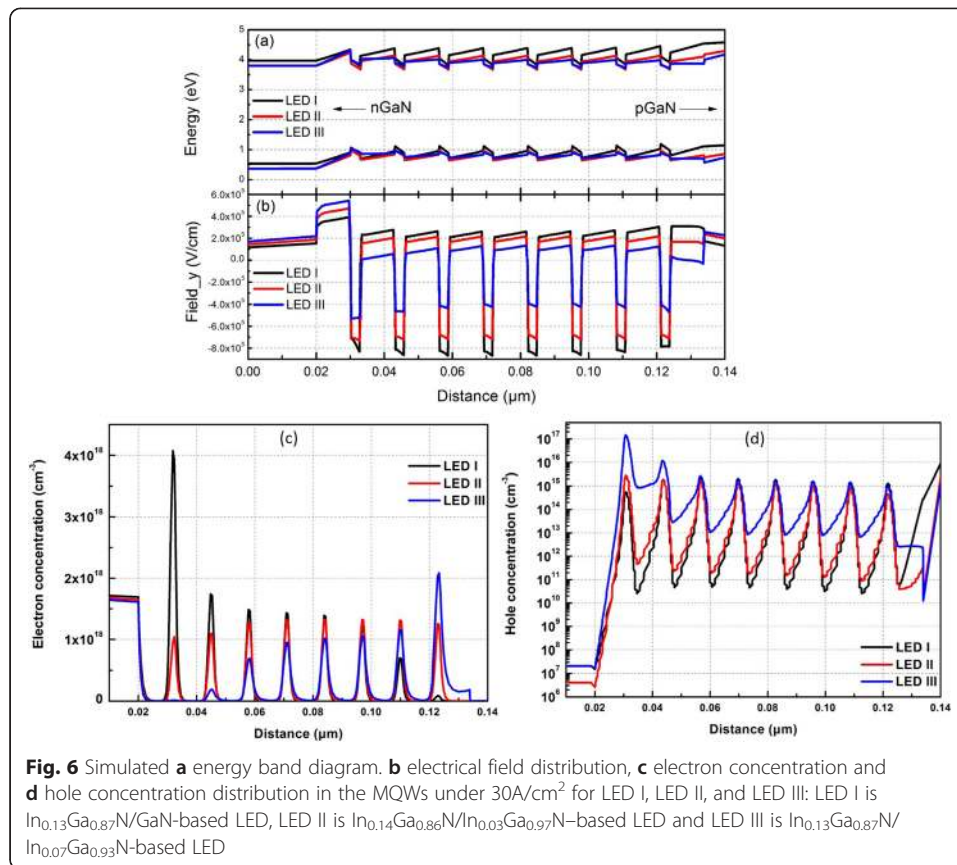 (a)
5
4
3
2
1
0
Energy (eV)
LED I
LED II
LED III
nGaN
pGaN
(b)
6.0x10⁵
4.0x10⁵
2.0x10⁵
0.0
-2.0x10⁵
-4.0x10⁵
-6.0x10⁵
-8.0x10⁵
Field_y (V/cm)
LED I
LED II
LED III
0.00 0.02 0.04 0.06 0.08 0.10 0.12 0.14
Distance (µm)
(c)
4x10¹⁸
3x10¹⁸
2x10¹⁸
1x10¹⁸
0
Electron concentration (cm⁻³)
LED I
LED II
LED III
0.02 0.04 0.06 0.08 0.10 0.12 0.14
Distance (µm)
(d)
10¹⁷
10¹⁶
10¹⁵
10¹⁴
10¹³
10¹²
10¹¹
10¹⁰
10⁹
10⁸
10⁷
10⁶
Hole concentration (cm⁻³)
LED I
LED II
LED III
0.02 0.04 0.06 0.08 0.10 0.12 0.14
Distance (µm)
Fig. 6 Simulated a energy band diagram. b electrical field distribution, c electron concentration and
d hole concentration distribution in the MQWs under 30A/cm² for LED I, LED II, and LED III: LED I is
In₀.₁₃Ga₀.₈₇N/GaN-based LED, LED II is In₀.₁₄Ga₀.₈₆N/In₀.₀₃Ga₀.₉₇N–based LED and LED III is In₀.₁₃Ga₀.₈₇N/
In₀.₀₇Ga₀.₉₃N-based LED